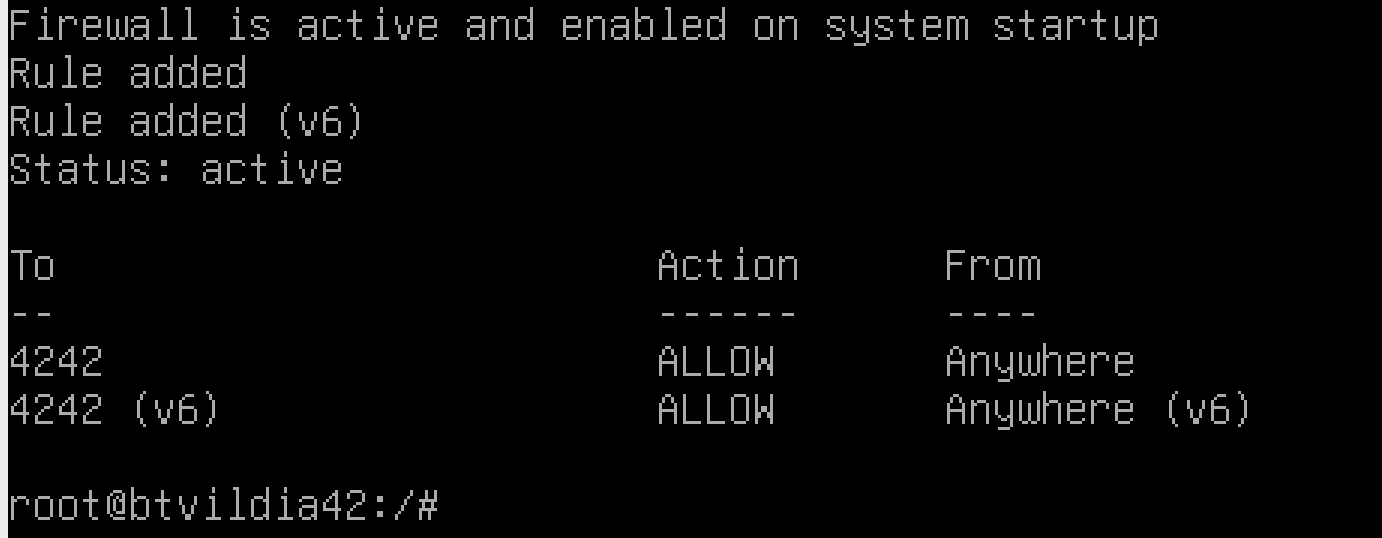 Firewall is active and enabled on system startup
Rule added
Rule added (v6)
Status: active
To Action From
-- ------ ----
4242 ALLOW Anywhere
4242 (v6) ALLOW Anywhere (v6)
root@btvildia42:/#